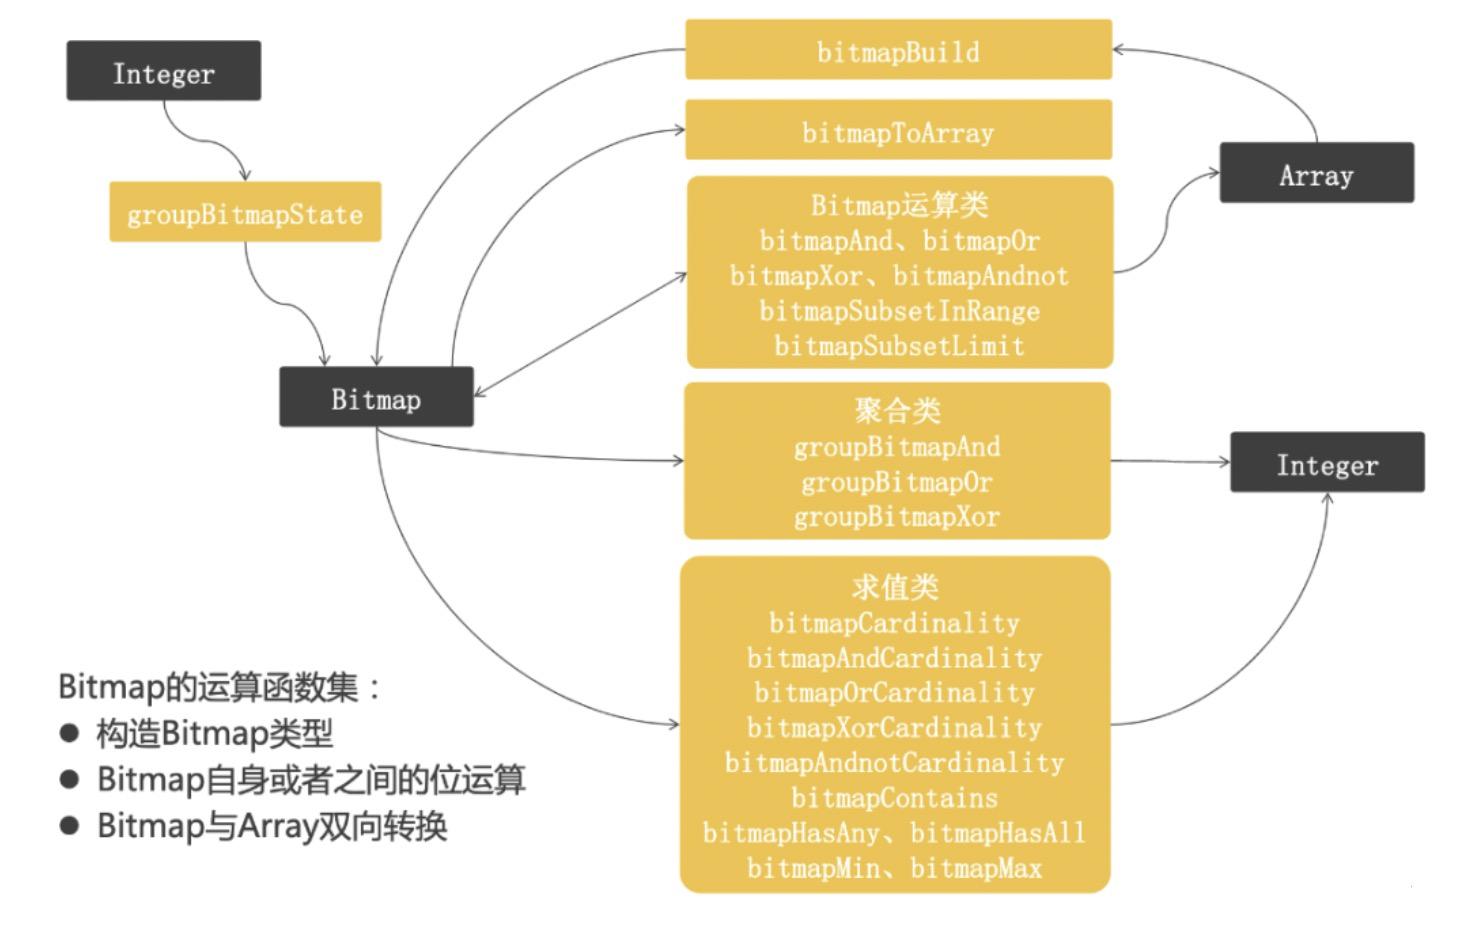 Integer
groupBitmapState
Bitmap
bitmapBuild
bitmapToArray
Bitmap运算类
bitmapAnd、bitmapOr
bitmapXor、bitmapAndnot
bitmapSubsetInRange
bitmapSubsetLimit
聚合类
groupBitmapAnd
groupBitmapOr
groupBitmapXor
求值类
bitmapCardinality
bitmapAndCardinality
bitmapOrCardinality
bitmapXorCardinality
bitmapAndnotCardinality
bitmapContains
bitmapHasAny、bitmapHasAll
bitmapMin、bitmapMax
Array
Integer
Bitmap的运算函数集：
● 构造Bitmap类型
● Bitmap自身或者之间的位运算
● Bitmap与Array双向转换